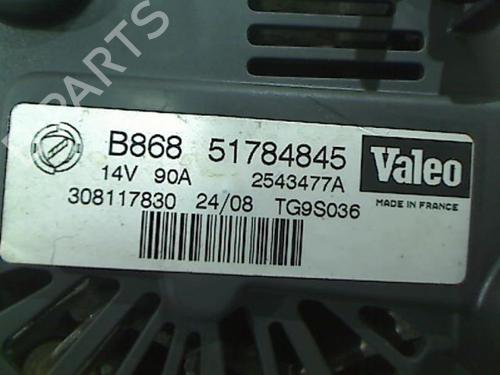 B868 51784845
Valeo
14V 90A 2543477A
MADE IN FRANCE
308117830 24/08 TG9S036
PARTS